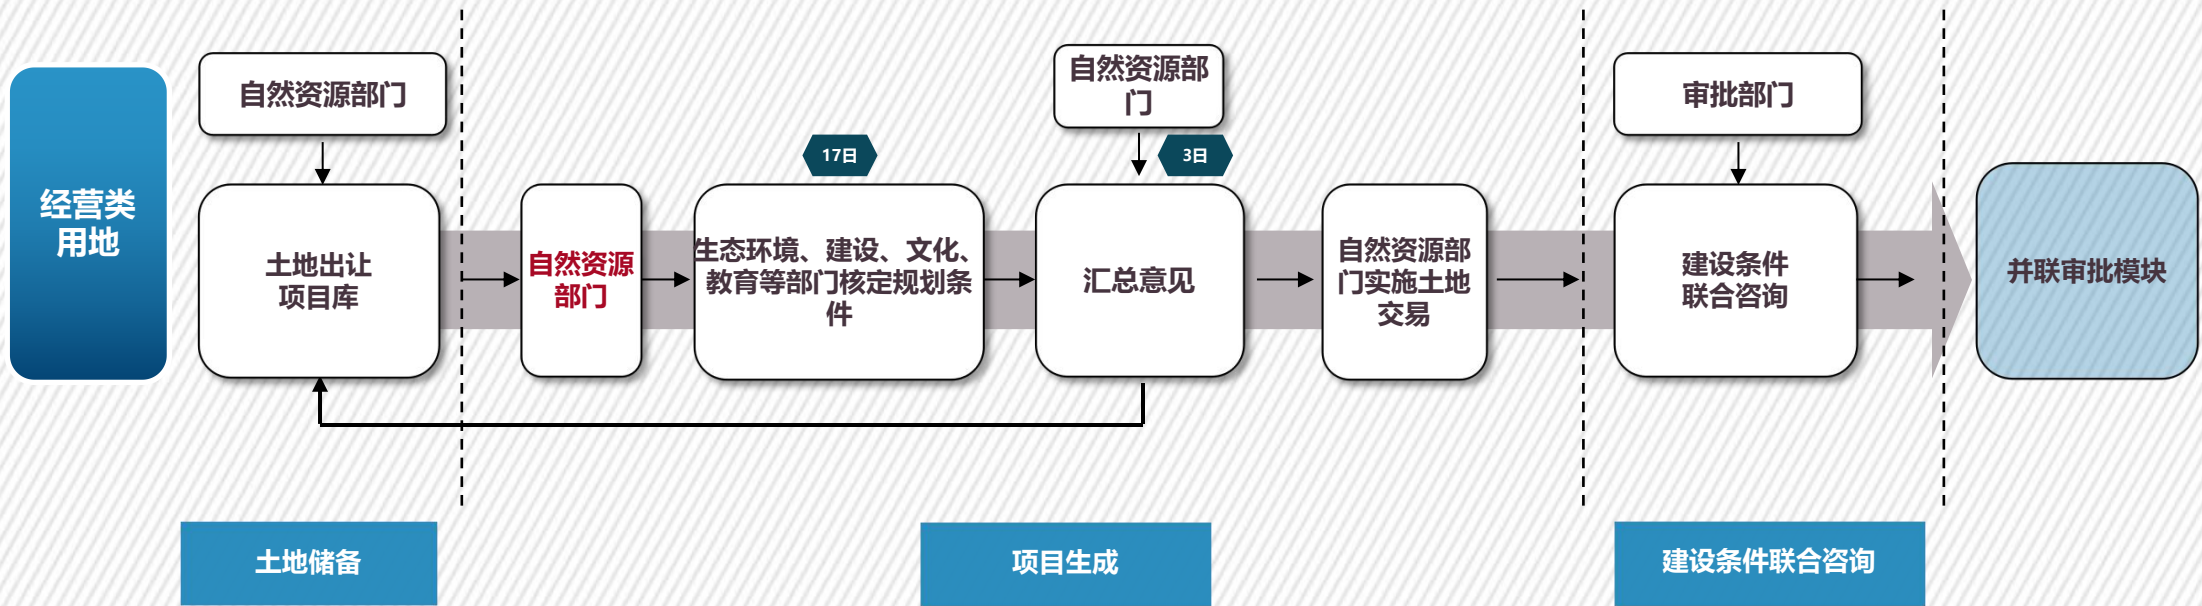 经营类
用地
自然资源部门
土地出让
项目库
自然资源
部门
17日
生态环境、建设、文化、
教育等部门核定规划条
件
自然资源部
门
3日
汇总意见
自然资源部
门实施土地
交易
审批部门
建设条件
联合咨询
并联审批模块
土地储备
项目生成
建设条件联合咨询